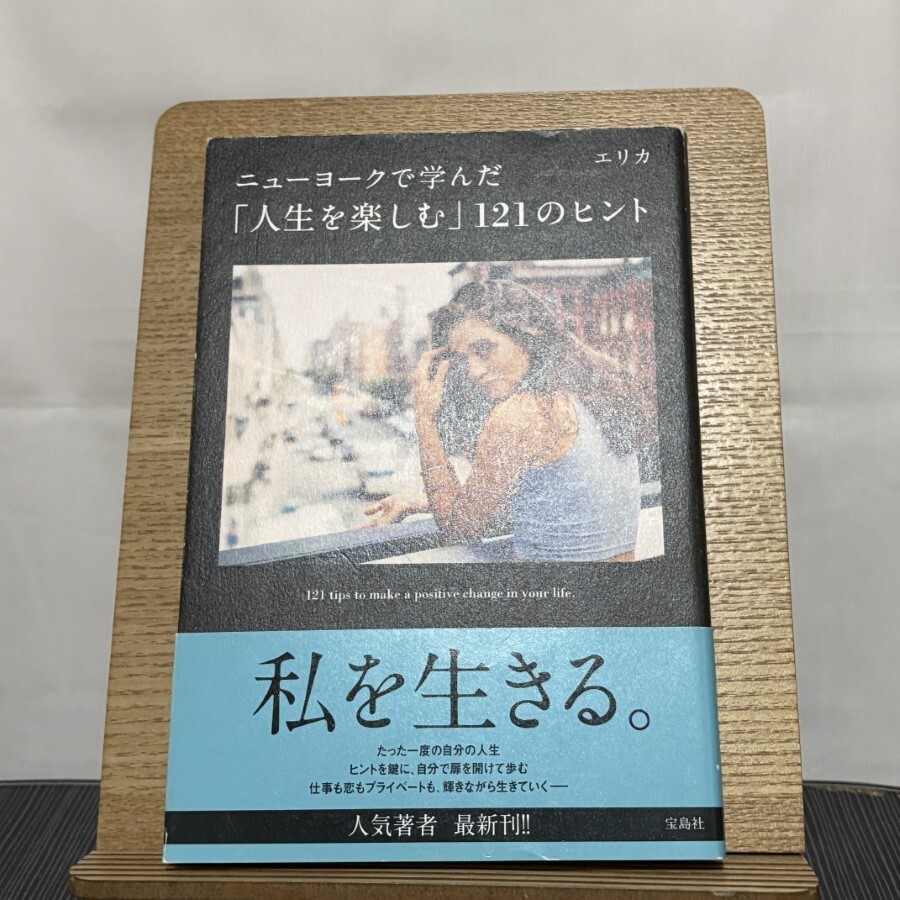 エリカ
ニューヨークで学んだ
「人生を楽しむ」121のヒント
121 tips to make a positive change in your life.
私を生きる。
たった一度の自分の人生
ヒントを鍵に、自分で扉を開けて歩む
仕事も恋もプライベートも、輝きながら生きていく──
人気著者 最新刊!!
宝島社